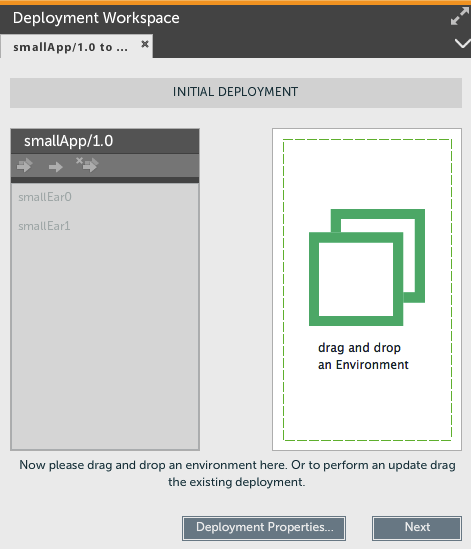 Deployment Workspace
smallApp/1.0 to ...
INITIAL DEPLOYMENT
smallApp/1.0
smallEar0
smallEar1
drag and drop
an Environment
Now please drag and drop an environment here. Or to perform an update drag
the existing deployment.
Deployment Properties...
Next